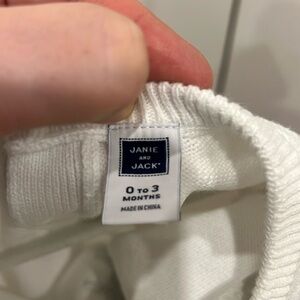 JANIE
AND
JACK®
0 TO 3
MONTHS
MADE IN CHINA